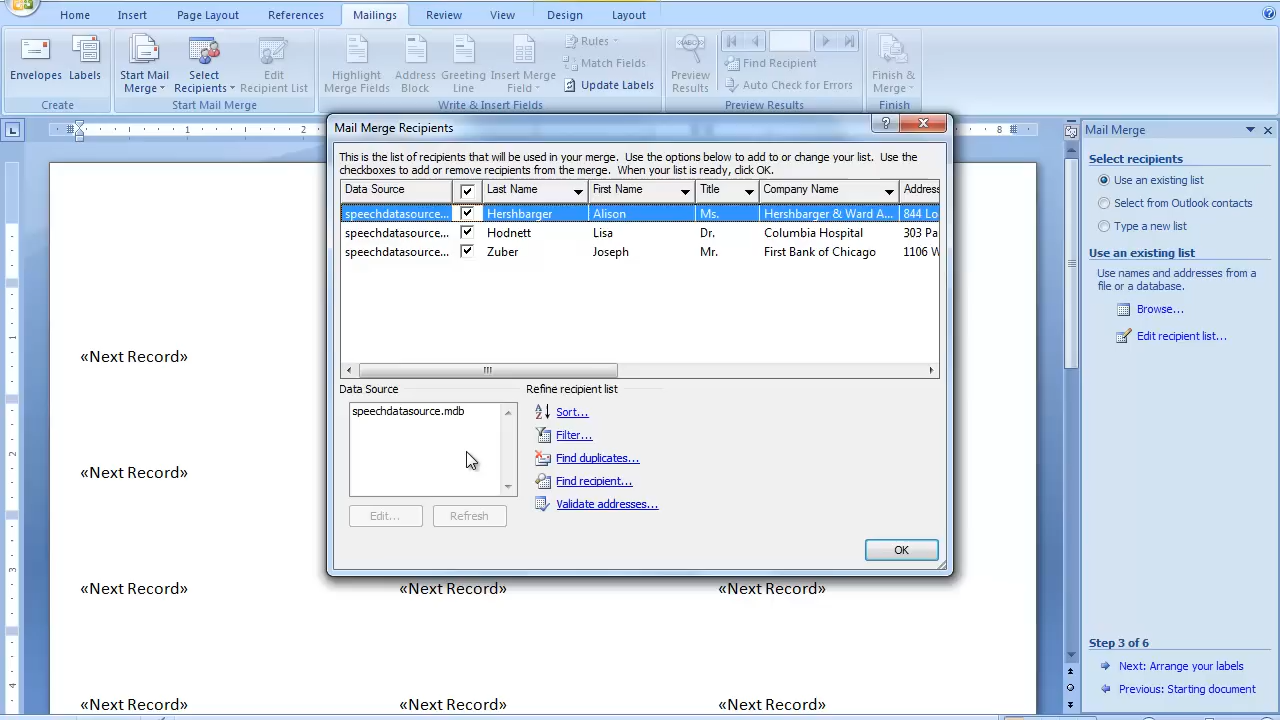 Home Insert Page Layout References Mailings Review View Design Layout
Envelopes Labels
Create
Start Mail Merge
Select Recipients
Edit Recipient List
Start Mail Merge
Highlight Merge Fields
Address Block
Greeting Line
Insert Merge Field
Rules
Match Fields
Update Labels
Write & Insert Fields
Preview Results
Find Recipient
Auto Check for Errors
Preview Results
Finish & Merge
Finish
1 2 8
Mail Merge Recipients
This is the list of recipients that will be used in your merge. Use the options below to add to or change your list. Use the
checkboxes to add or remove recipients from the merge. When your list is ready, click OK.
Data Source Last Name First Name Title Company Name Address
speechdatasource... Hershbarger Alison Ms. Hershbarger & Ward A... 844 Lo
speechdatasource... Hodnett Lisa Dr. Columbia Hospital 303 Pa
speechdatasource... Zuber Joseph Mr. First Bank of Chicago 1106 W
Data Source
speechdatasource.mdb
Edit... Refresh
Refine recipient list
Sort...
Filter...
Find duplicates...
Find recipient...
Validate addresses...
OK
1
2
3
4
«Next Record»
«Next Record»
«Next Record» «Next Record» «Next Record»
«Next Record» «Next Record» «Next Record»
Mail Merge
Select recipients
Use an existing list
Select from Outlook contacts
Type a new list
Use an existing list
Use names and addresses from a
file or a database.
Browse...
Edit recipient list...
Step 3 of 6
Next: Arrange your labels
Previous: Starting document